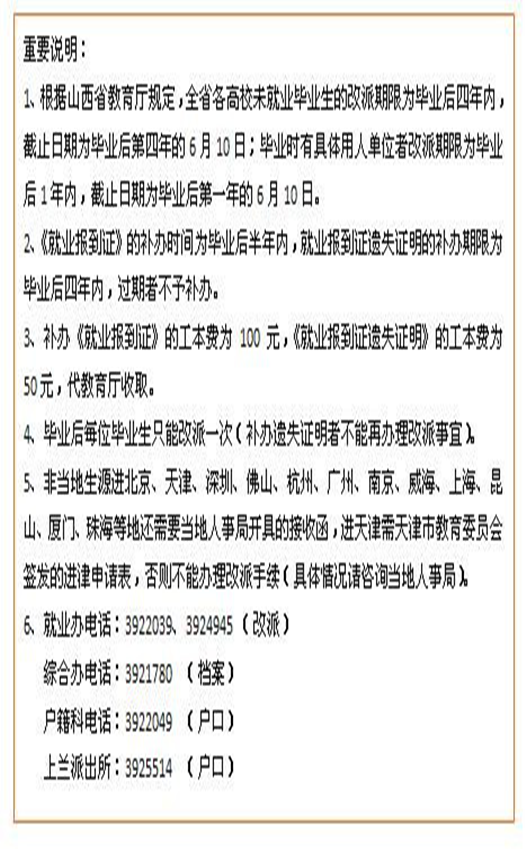 重要说明：
1、根据山西省教育厅规定，全省各高校未就业毕业生的改派期限为毕业后四年内，
截止日期为毕业后第四年的6月10日；毕业时有具体用人单位者改派期限为毕业
后1年内，截止日期为毕业后第一年的6月10日。
2、《就业报到证》的补办时间为毕业后半年内，就业报到证遗失证明的补办期限为
毕业后四年内，过期者不予补办。
3、补办《就业报到证》的工本费为 100 元，《就业报到证遗失证明》的工本费为
50元，代教育厅收取。
4、毕业后每位毕业生只能改派一次（补办遗失证明者不能再办理改派事宜）。
5、非当地生源进北京、天津、深圳、佛山、杭州、广州、南京、威海、上海、昆
山、厦门、珠海等地还需要当地人事局开具的接收函，进天津需天津市教育委员会
签发的进津申请表，否则不能办理改派手续（具体情况请咨询当地人事局）。
6、就业办电话：3922039、3924945（改派）
综合办电话：3921780 （档案）
户籍科电话：3922049 （户口）
上兰派出所：3925514 （户口）